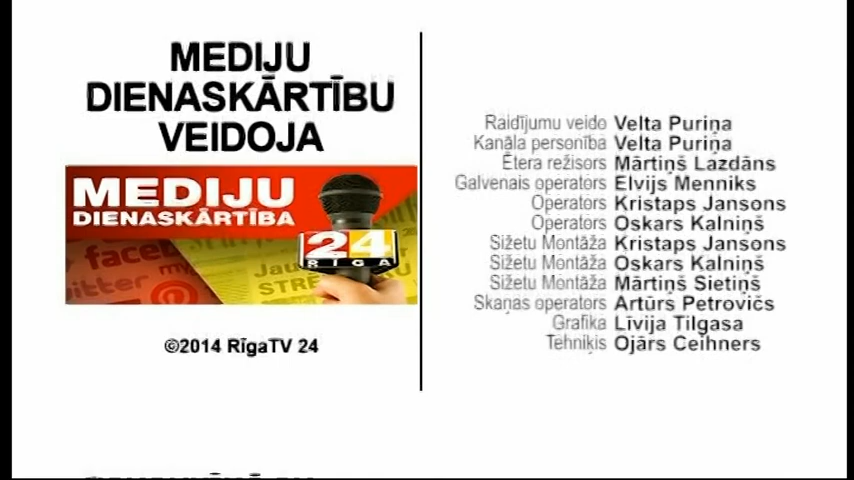 MEDIJU
DIENASKĀRTĪBU
VEIDOJA
MEDIJU
DIENASKĀRTĪBA
24
RĪGA
©2014 RīgaTV 24
Raidījumu veido Velta Puriņa
Kanāla personība Velta Puriņa
Ētera režisors Mārtiņš Lazdāns
Galvenais operators Elvijs Menniks
Operators Kristaps Jansons
Operators Oskars Kalniņš
Sižetu Montāža Kristaps Jansons
Sižetu Montāža Oskars Kalniņš
Sižetu Montāža Mārtiņš Sietiņš
Skaņas operators Artūrs Petrovičs
Grafika Līvija Tilgasa
Tehniķis Ojārs Ceihners